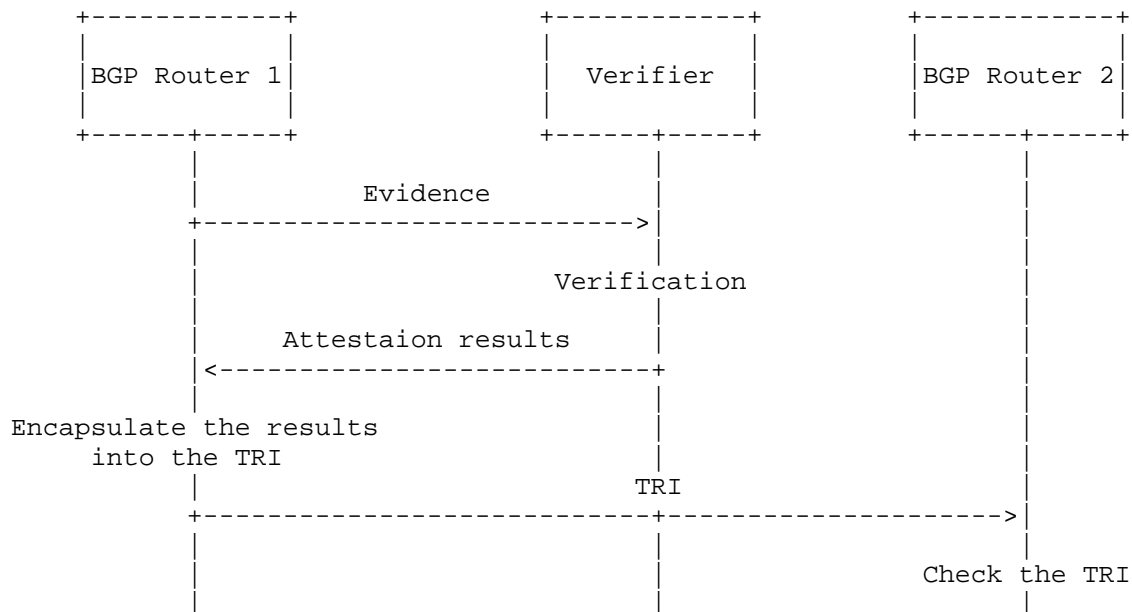 BGP Router 1 Verifier BGP Router 2
Evidence
Verification
Attestaion results
Encapsulate the results
into the TRI
TRI
Check the TRI